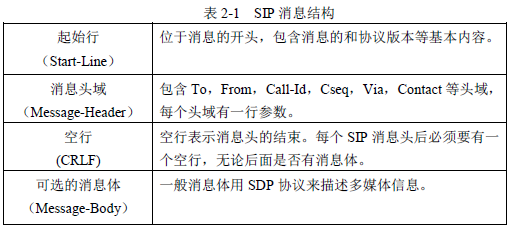 表 2-1 SIP 消息结构
起始行
(Start-Line)
位于消息的开头，包含消息的和协议版本等基本内容。
消息头域
（Message-Header）
包含 To，From，Call-Id，Cseq，Via，Contact 等头域，
每个头域有一行参数。
空行
(CRLF)
空行表示消息头的结束。每个 SIP 消息头后必须要有一
个空行，无论后面是否有消息体。
可选的消息体
（Message-Body）
一般消息体用 SDP 协议来描述多媒体信息。